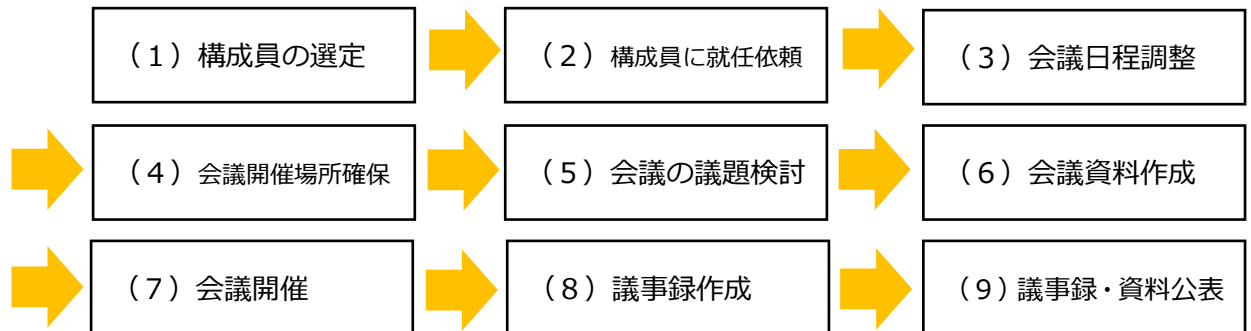 （1）構成員の選定
（2）構成員に就任依頼
（3）会議日程調整
（4）会議開催場所確保
（5）会議の議題検討
（6）会議資料作成
（7）会議開催
（8）議事録作成
（9）議事録・資料公表